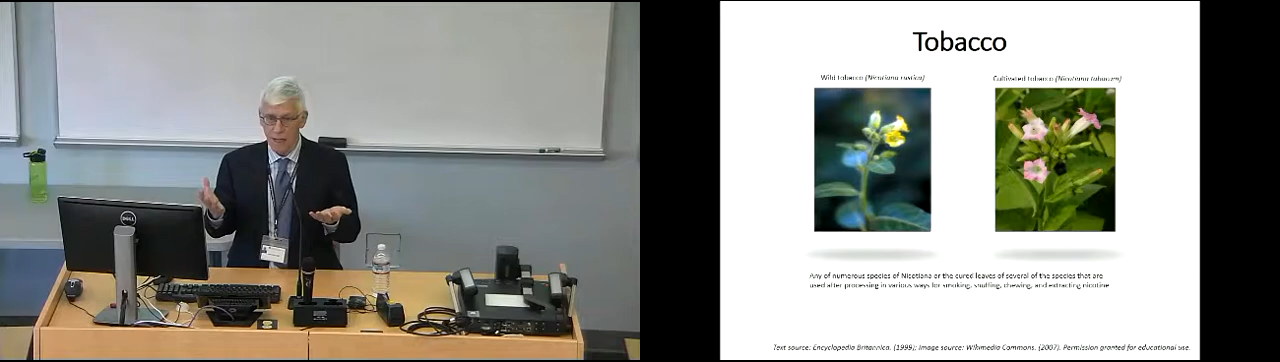 DELL
Tobacco
Wild tobacco (Nicotiana rustica)
Cultivated tobacco (Nicotiana tabacum)
Any of numerous species of Nicotiana or the cured leaves of several of the species that are
used after processing in various ways for smoking, snuffing, chewing, and extracting nicotine
Text source: Encyclopedia Britannica. (1999); Image source: Wikimedia Commons. (2007). Permission granted for educational use.